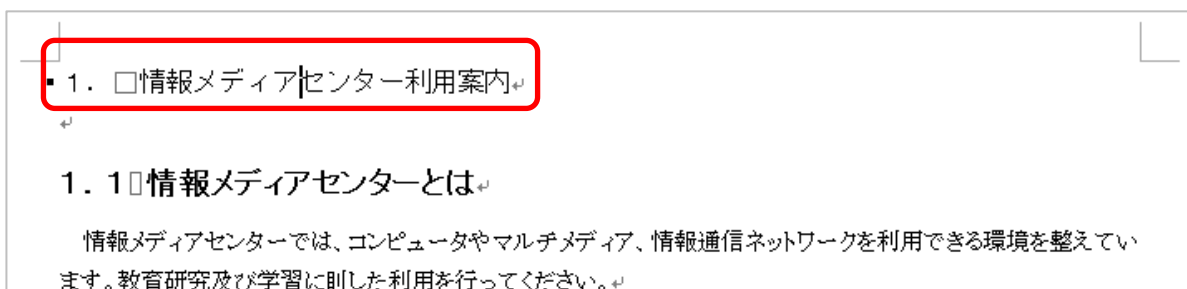 1．□情報メディアセンター利用案内
1．1□情報メディアセンターとは
情報メディアセンターでは、コンピュータやマルチメディア、情報通信ネットワークを利用できる環境を整えてい
ます。教育研究及び学習に則した利用を行ってください。